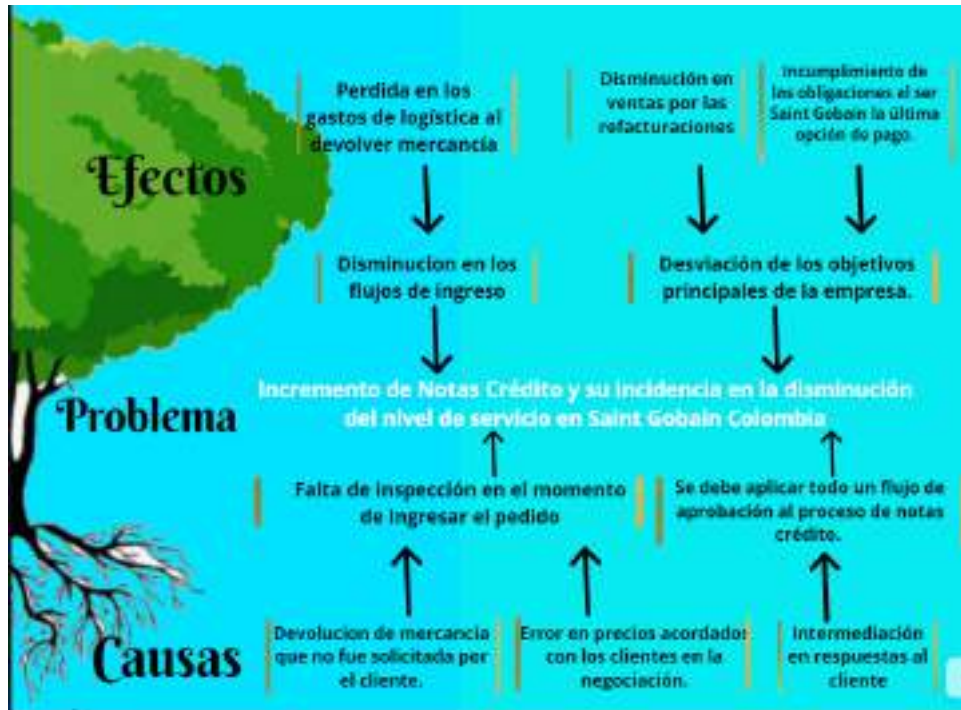 Perdida en los
gastos de logística al
devolver mercancía
Disminución en
ventas por las
refacturaciones
Incumplimiento de
las obligaciones al ser
Saint Gobain la última
opción de pago.
Efectos
Disminucion en los
flujos de ingreso
Desviación de los objetivos
principales de la empresa.
Problema
Incremento de Notas Crédito y su incidencia en la disminución
del nivel de servicio en Saint Gobain Colombia
Falta de inspección en el momento
de ingresar el pedido
Se debe aplicar todo un flujo de
aprobación al proceso de notas
crédito.
Causas
Devolucion de mercancia
que no fue solicitada por
el cliente.
Error en precios acordados
con los clientes en la
negociación.
Intermediación
en respuestas al
cliente